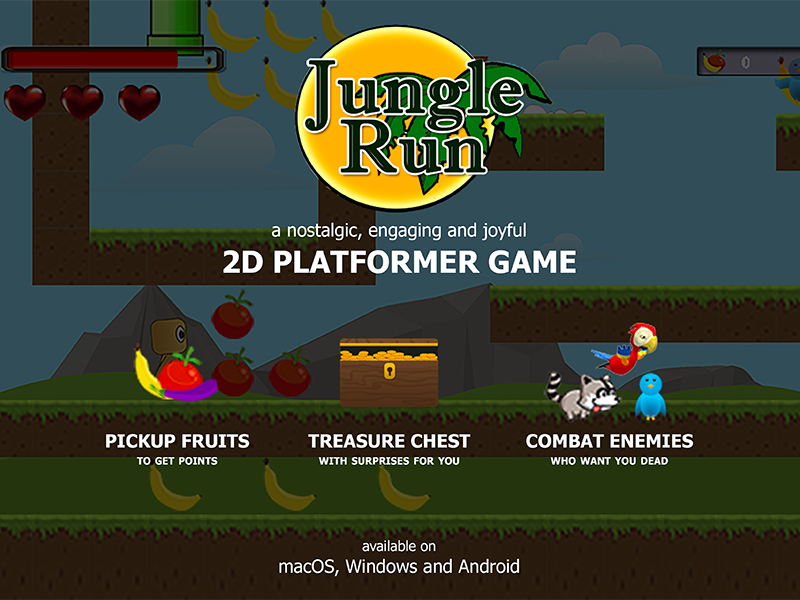 Jungle
Run
0
a nostalgic, engaging and joyful
2D PLATFORMER GAME
PICKUP FRUITS
TO GET POINTS
TREASURE CHEST
WITH SURPRISES FOR YOU
COMBAT ENEMIES
WHO WANT YOU DEAD
available on
macOS, Windows and Android